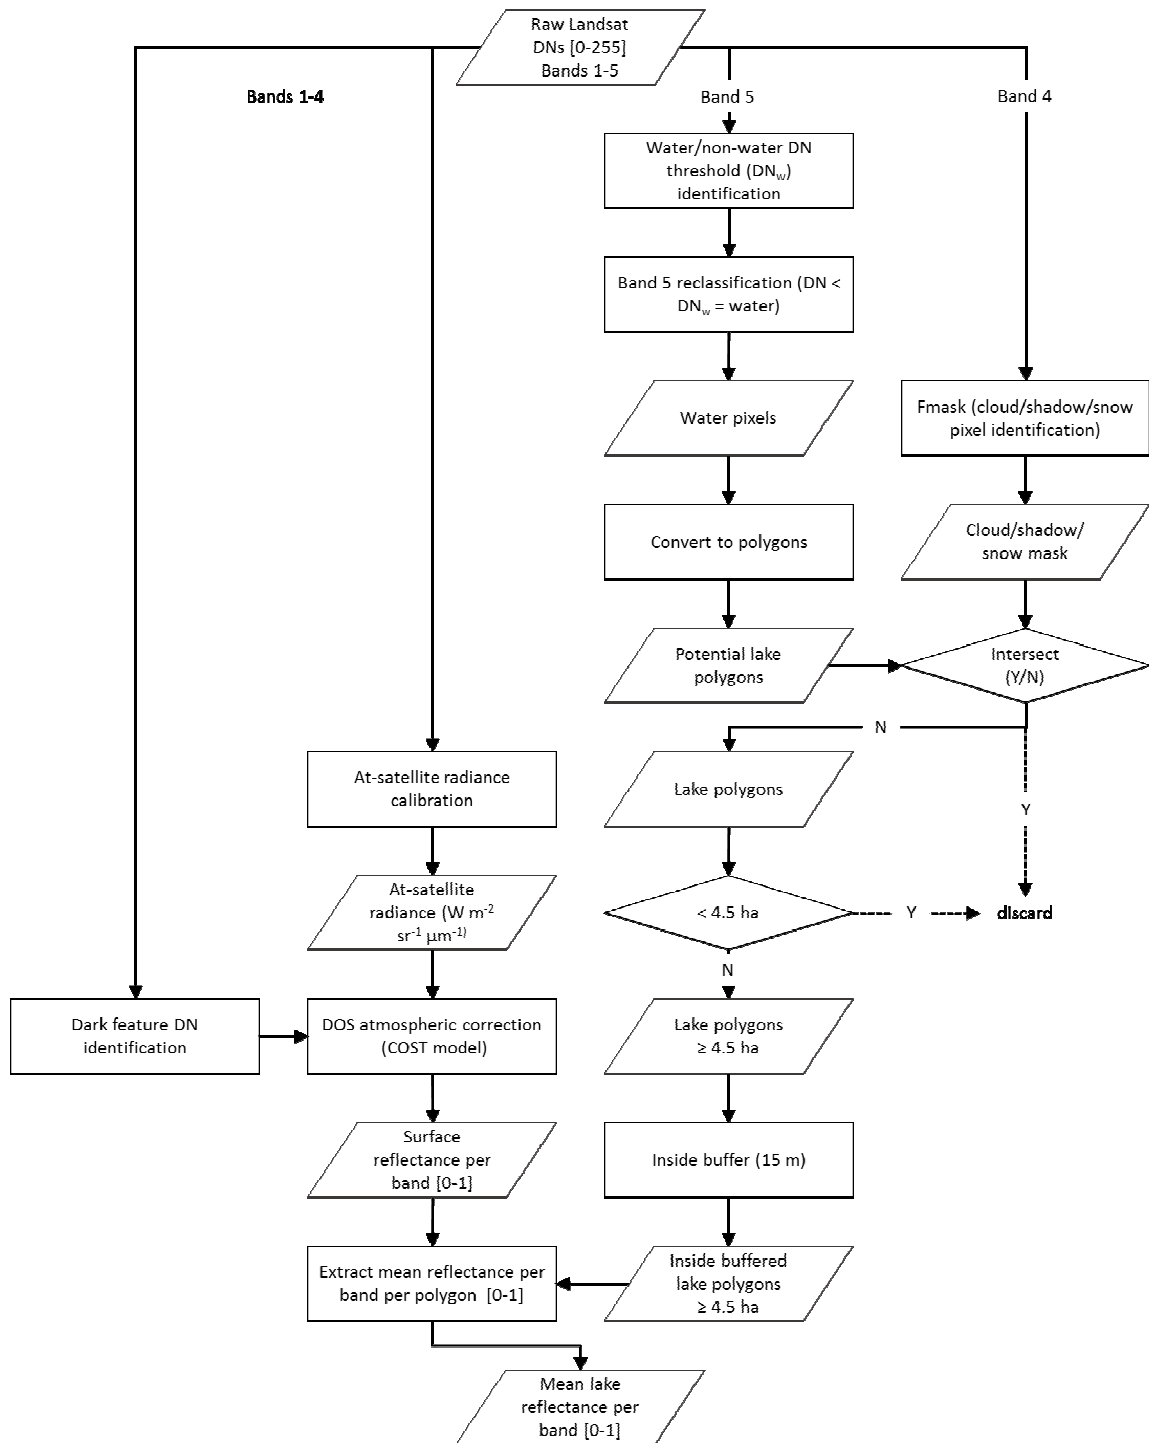 Raw Landsat
DNs [0-255]
Bands 1-5
Bands 1-4
Band 5
Band 4
Water/non-water DN
threshold (DNw)
identification
Band 5 reclassification (DN <
DNw = water)
Water pixels
Fmask (cloud/shadow/snow
pixel identification)
Convert to polygons
Cloud/shadow/
snow mask
Potential lake
polygons
Intersect
(Y/N)
N
At-satellite radiance
calibration
Lake polygons
Y
At-satellite
radiance (W m-2
sr-1 µm-1)
< 4.5 ha
Y
discard
N
Dark feature DN
identification
DOS atmospheric correction
(COST model)
Lake polygons
≥ 4.5 ha
Surface
reflectance per
band [0-1]
Inside buffer (15 m)
Extract mean reflectance per
band per polygon [0-1]
Inside buffered
lake polygons
≥ 4.5 ha
Mean lake
reflectance per
band [0-1]